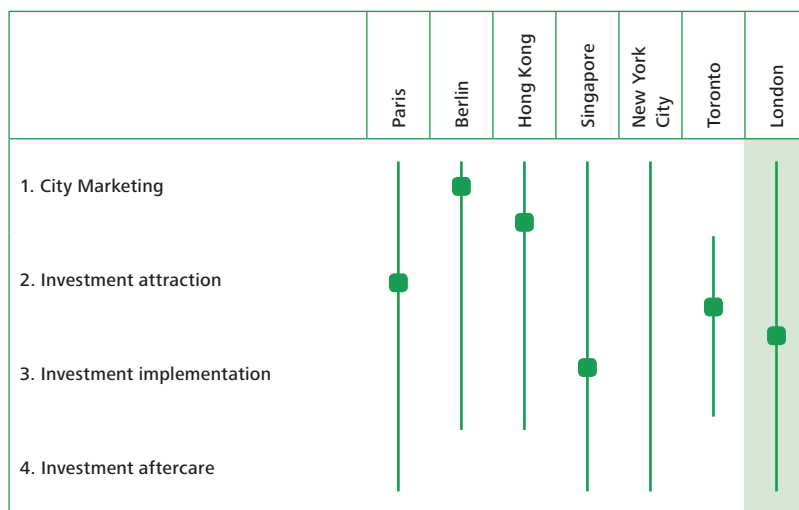 Paris
Berlin
Hong Kong
Singapore
New York
City
Toronto
London
1. City Marketing
2. Investment attraction
3. Investment implementation
4. Investment aftercare